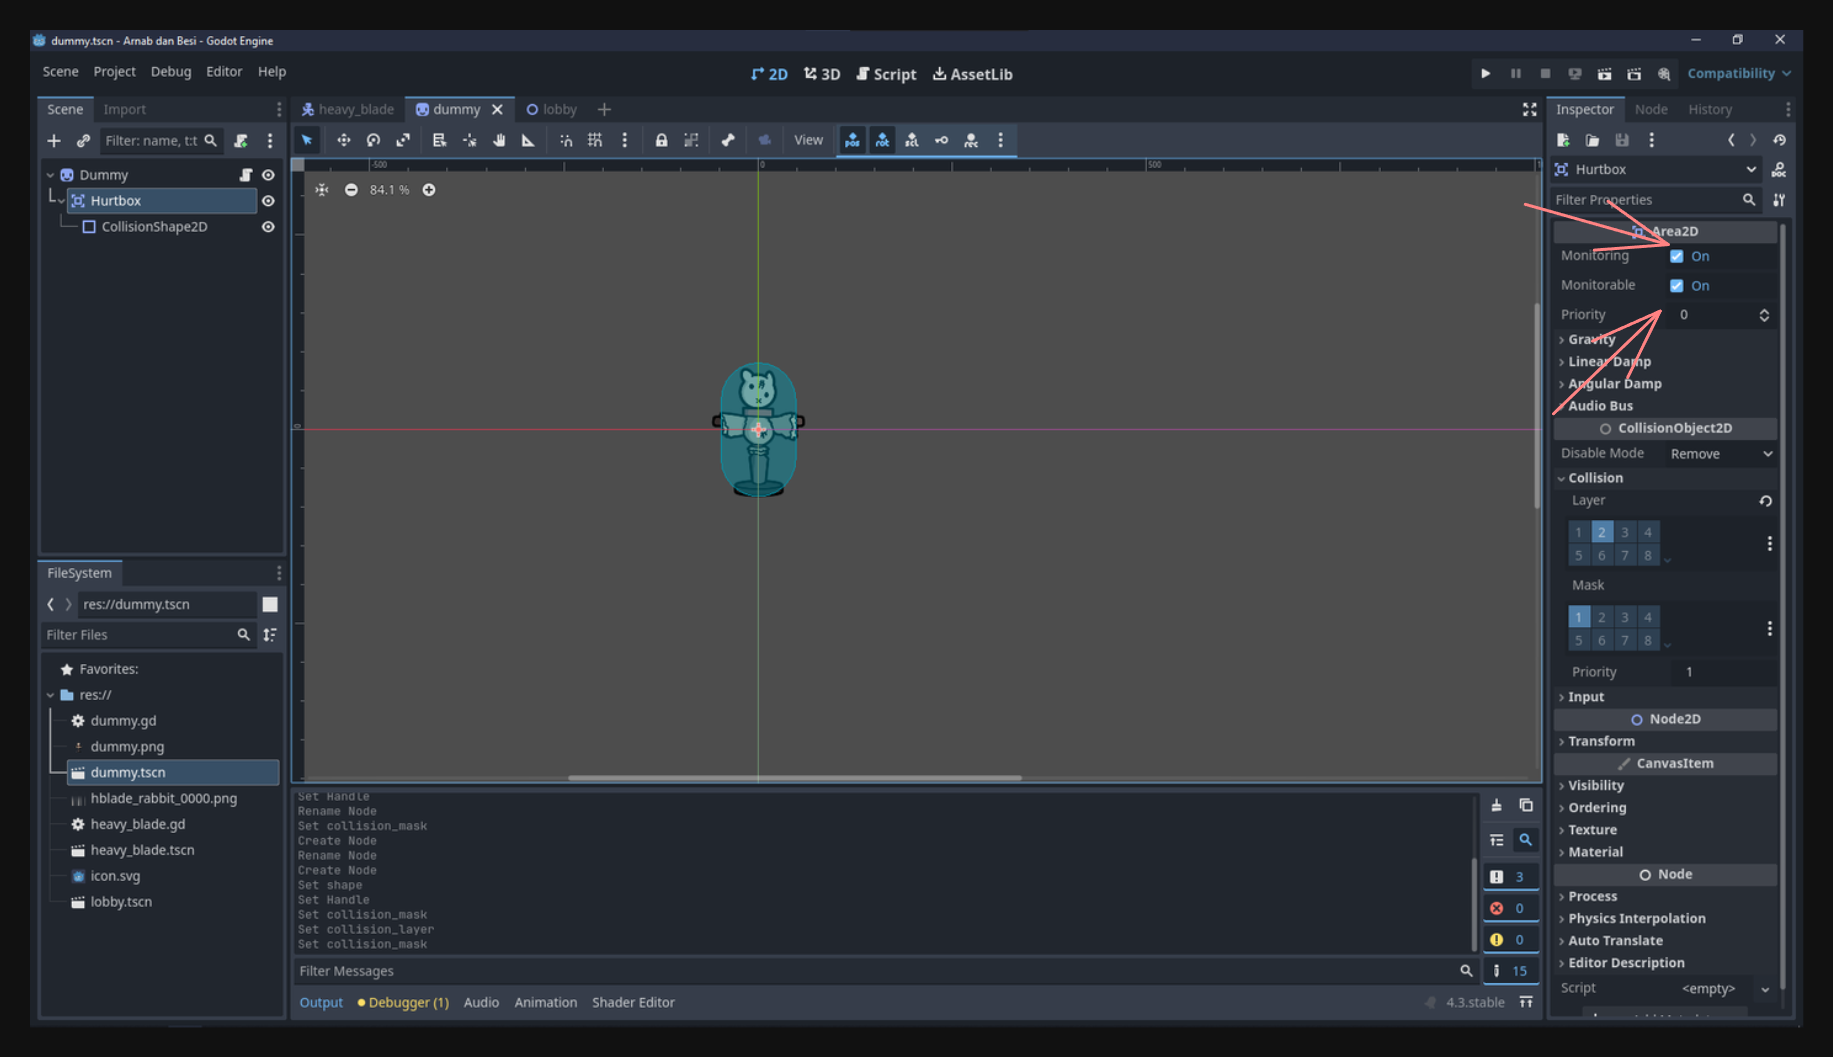 dummy.tscn - Arnab dan Besi - Godot Engine
Scene Project Debug Editor Help
2D 3D Script AssetLib
Compatibility
Scene Import
Filter: name, t:t
Dummy
Hurtbox
CollisionShape2D
FileSystem
res://dummy.tscn
Filter Files
Favorites:
res://
dummy.gd
dummy.png
dummy.tscn
hblade_rabbit_0000.png
heavy_blade.gd
heavy_blade.tscn
icon.svg
lobby.tscn
heavy_blade dummy lobby
View
-500 0 500
84.1 %
0
Set Handle
Rename Node
Set collision_mask
Create Node
Rename Node
Create Node
Set shape
Set Handle
Set collision_mask
Set collision_layer
Set collision_mask
3
0
0
15
Filter Messages
Output Debugger (1) Audio Animation Shader Editor
4.3.stable
Inspector Node History
Hurtbox
Filter Properties
Area2D
Monitoring On
Monitorable On
Priority 0
Gravity
Linear Damp
Angular Damp
Audio Bus
CollisionObject2D
Disable Mode Remove
Collision
Layer
1 2 3 4
5 6 7 8
Mask
1 2 3 4
5 6 7 8
Priority 1
Input
Node2D
Transform
CanvasItem
Visibility
Ordering
Texture
Material
Node
Process
Physics Interpolation
Auto Translate
Editor Description
Script <empty>